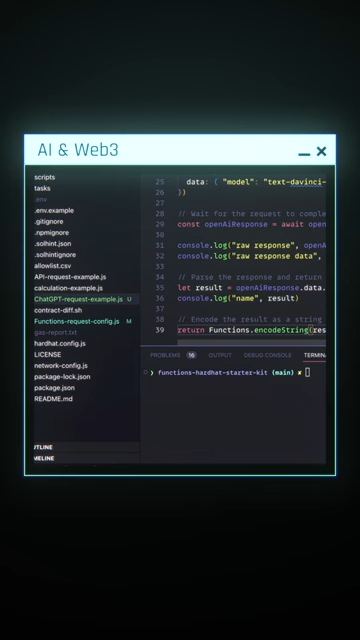 AI & Web3
scripts
tasks
.env
.env.example
.gitignore
.npmignore
.solhint.json
.solhintignore
allowlist.csv
API-request-example.js
calculation-example.js
ChatGPT-request-example.js U
contract-diff.sh
Functions-request-config.js M
gas-report.txt
hardhat.config.js
LICENSE
network-config.js
package-lock.json
package.json
README.md
UTLINE
MELINE
25 data: { "model": "text-davinci-
26 })
27
28 // Wait for the request to comple
29 const openAiResponse = await open
30
31 console.log("raw response", openA
32 console.log("raw response data",
33
34 // Parse the response and return
35 let result = openAiResponse.data.
36 console.log("name", result)
37
38 // Encode the result as a string
39 return Functions.encodeString(res
PROBLEMS 16 OUTPUT DEBUG CONSOLE TERMIN
functions-hardhat-starter-kit (main) ✗